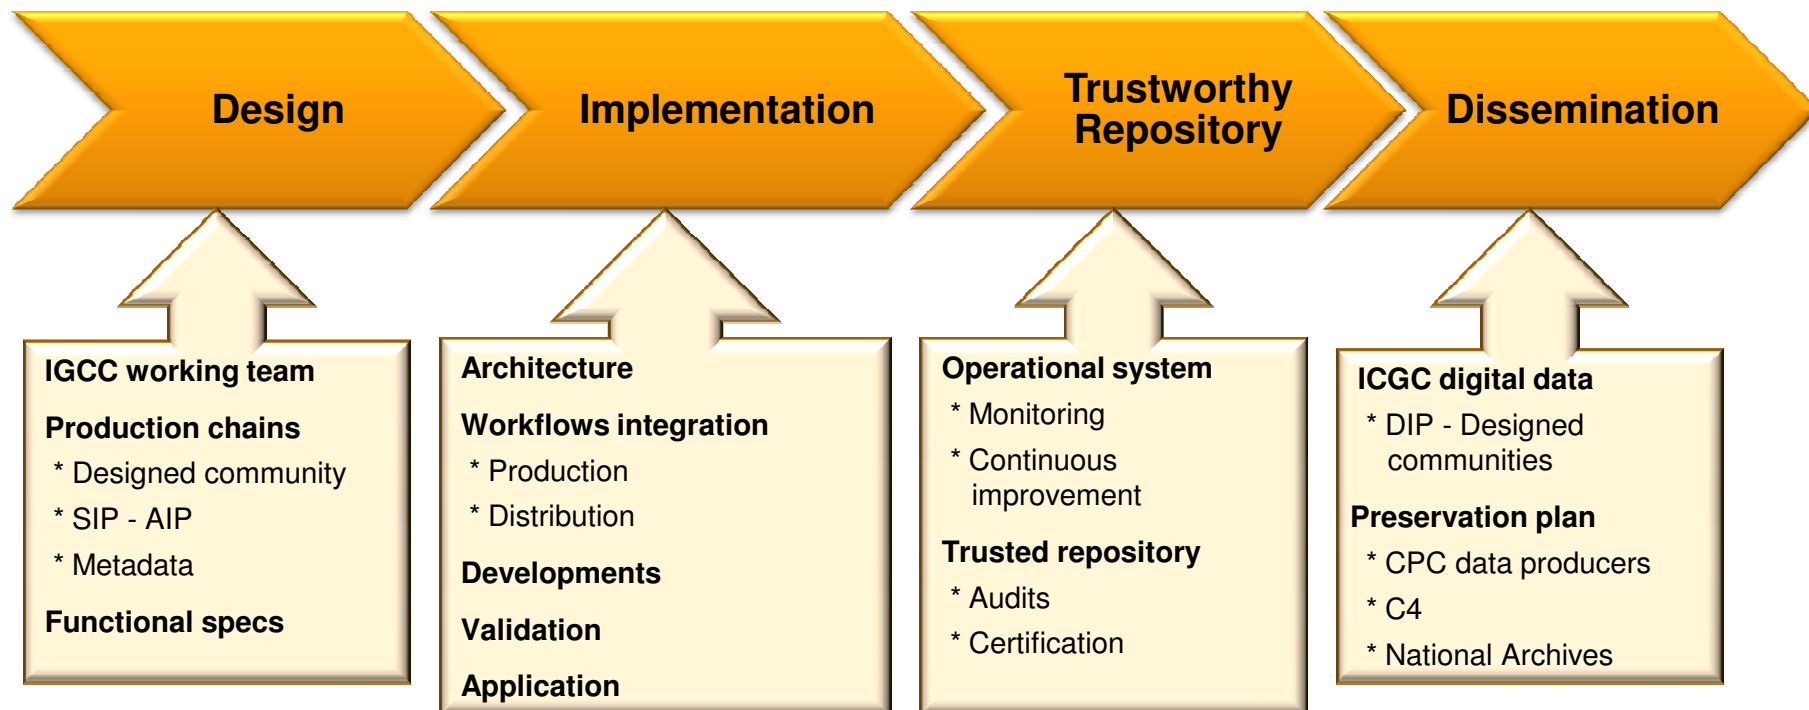 Design
Implementation
Trustworthy
Repository
Dissemination
IGCC working team
Production chains
* Designed community
* SIP - AIP
* Metadata
Functional specs
Architecture
Workflows integration
* Production
* Distribution
Developments
Validation
Application
Operational system
* Monitoring
* Continuous
improvement
Trusted repository
* Audits
* Certification
ICGC digital data
* DIP - Designed
communities
Preservation plan
* CPC data producers
* C4
* National Archives